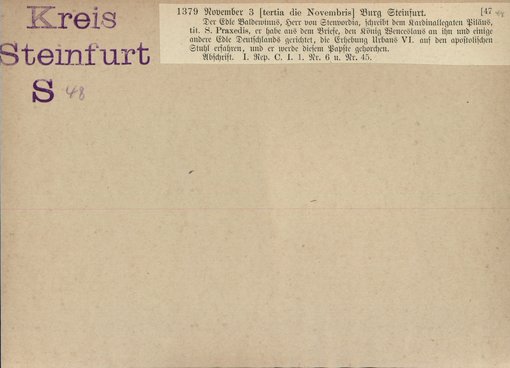 Kreis
Steinfurt
S 48
1379 November 3 [tertia die Novembris] Burg Steinfurt. [47
Der Edle Baldewinus, Herr von Stenvordia, schreibt dem Kardinallegaten Piläus,
tit. S. Praxedis, er habe aus dem Briefe, den König Wenceslaus an ihn und einige
andere Edle Deutschlands gerichtet, die Erhebung Urbans VI. auf den apostolischen
Stuhl erfahren, und er werde diesem Papste gehorchen.
Abschrift. I. Rep. C. I. 1. Nr. 6 u. Nr. 45.